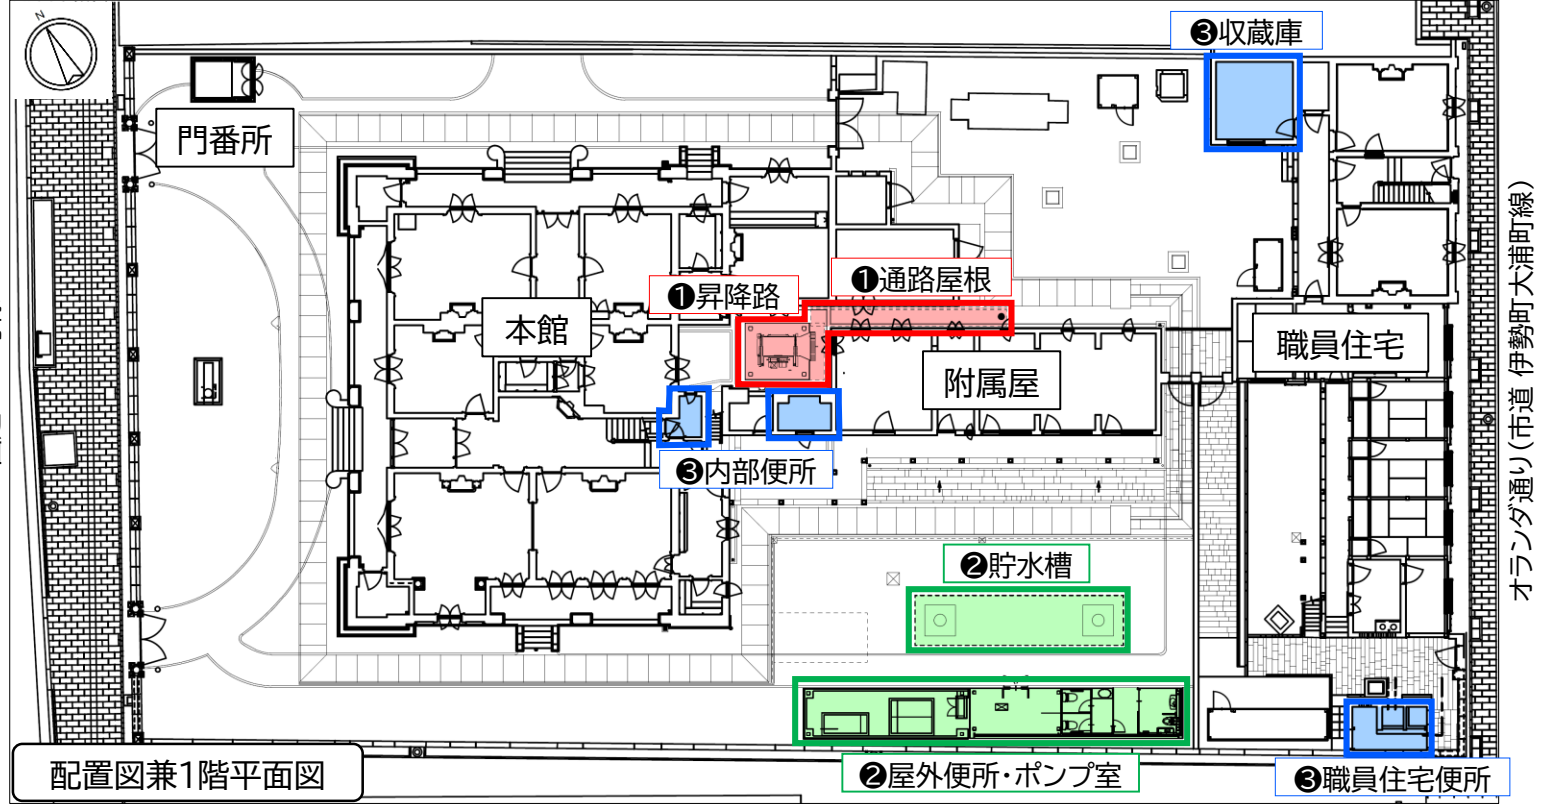 ❸収蔵庫
門番所
❶通路屋根
❶昇降路
本館
職員住宅
附属屋
❸内部便所
オランダ通り(市道 伊勢町大浦町線)
❷貯水槽
配置図兼1階平面図
❷屋外便所・ポンプ室
❸職員住宅便所